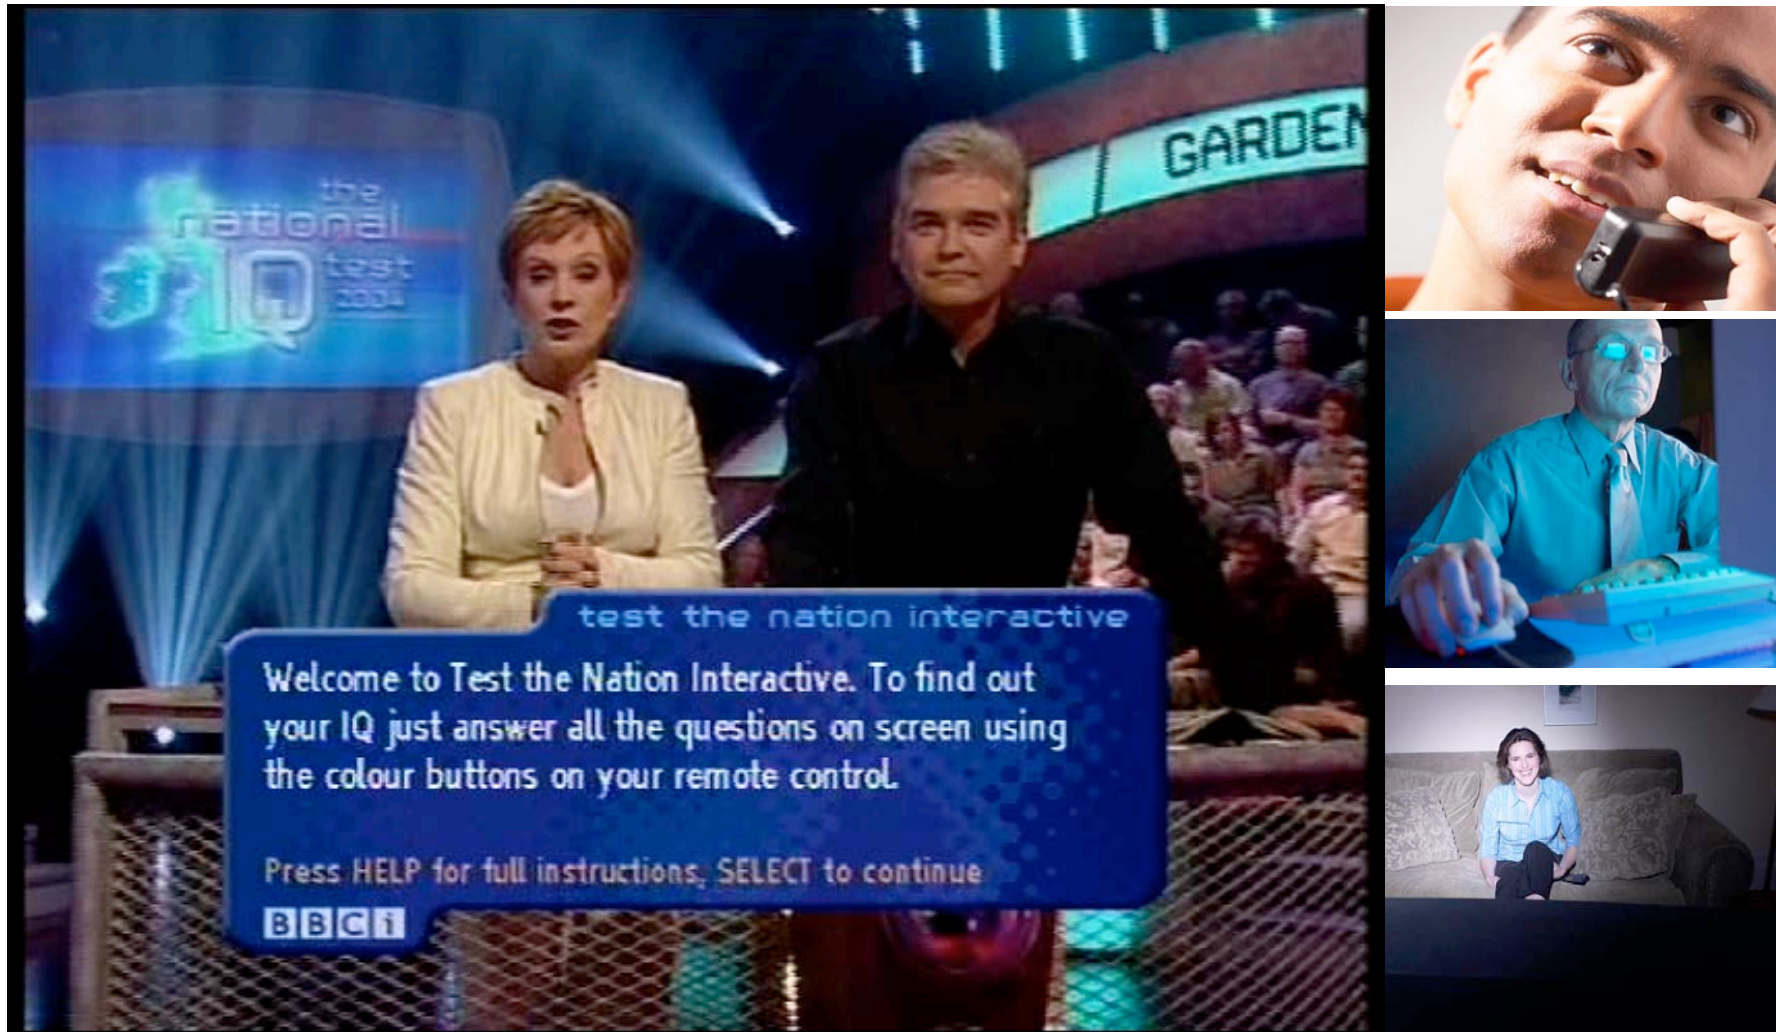 the
national
IQ
test
2004
GARDEN
test the nation interactive
Welcome to Test the Nation Interactive. To find out
your IQ just answer all the questions on screen using
the colour buttons on your remote control.
Press HELP for full instructions, SELECT to continue
BBCi